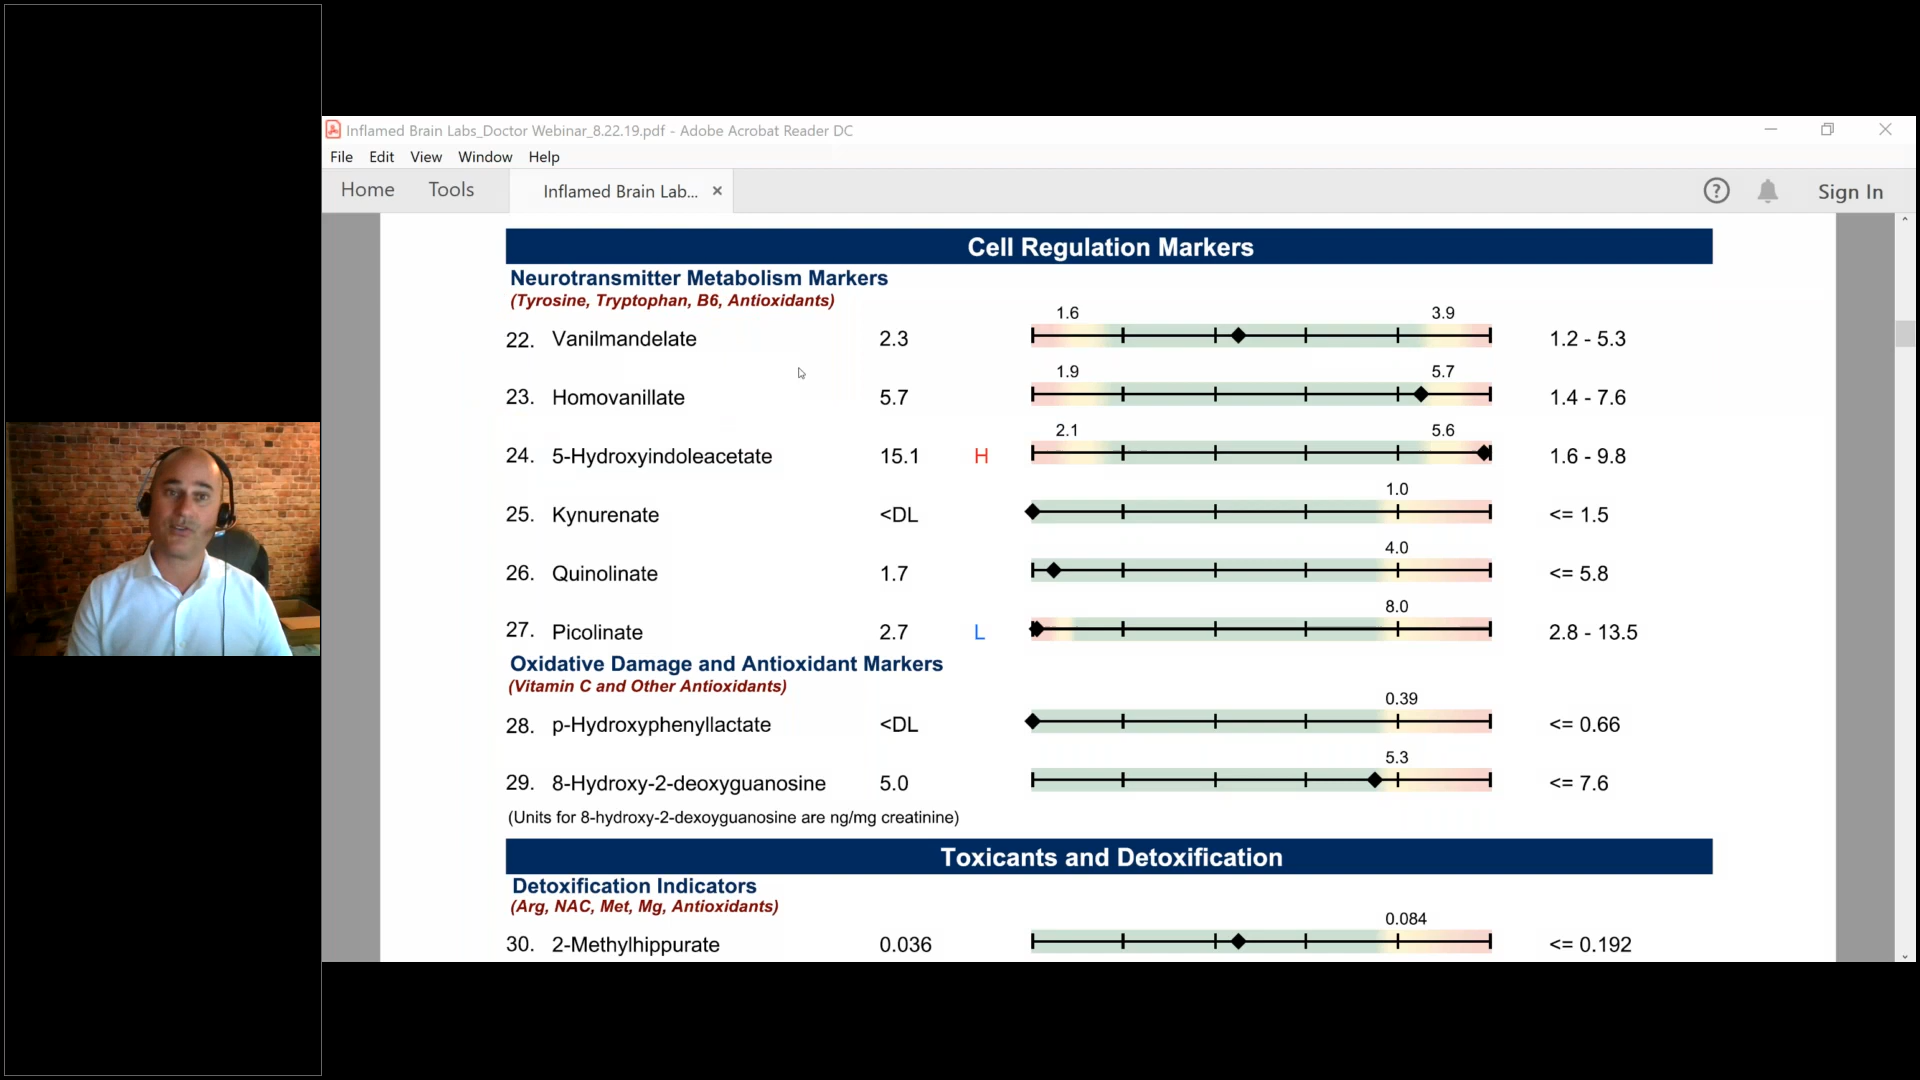 Inflamed Brain Labs_Doctor Webinar_8.22.19.pdf - Adobe Acrobat Reader DC
File Edit View Window Help
Home Tools Inflamed Brain Lab... × ? Sign In
Cell Regulation Markers
Neurotransmitter Metabolism Markers
(Tyrosine, Tryptophan, B6, Antioxidants)
1.6 3.9
22. Vanilmandelate 2.3 1.2 - 5.3
1.9 5.7
23. Homovanillate 5.7 1.4 - 7.6
2.1 5.6
24. 5-Hydroxyindoleacetate 15.1 H 1.6 - 9.8
1.0
25. Kynurenate <DL <= 1.5
4.0
26. Quinolinate 1.7 <= 5.8
8.0
27. Picolinate 2.7 L 2.8 - 13.5
Oxidative Damage and Antioxidant Markers
(Vitamin C and Other Antioxidants)
0.39
28. p-Hydroxyphenyllactate <DL <= 0.66
5.3
29. 8-Hydroxy-2-deoxyguanosine 5.0 <= 7.6
(Units for 8-hydroxy-2-dexoyguanosine are ng/mg creatinine)
Toxicants and Detoxification
Detoxification Indicators
(Arg, NAC, Met, Mg, Antioxidants)
0.084
30. 2-Methylhippurate 0.036 <= 0.192